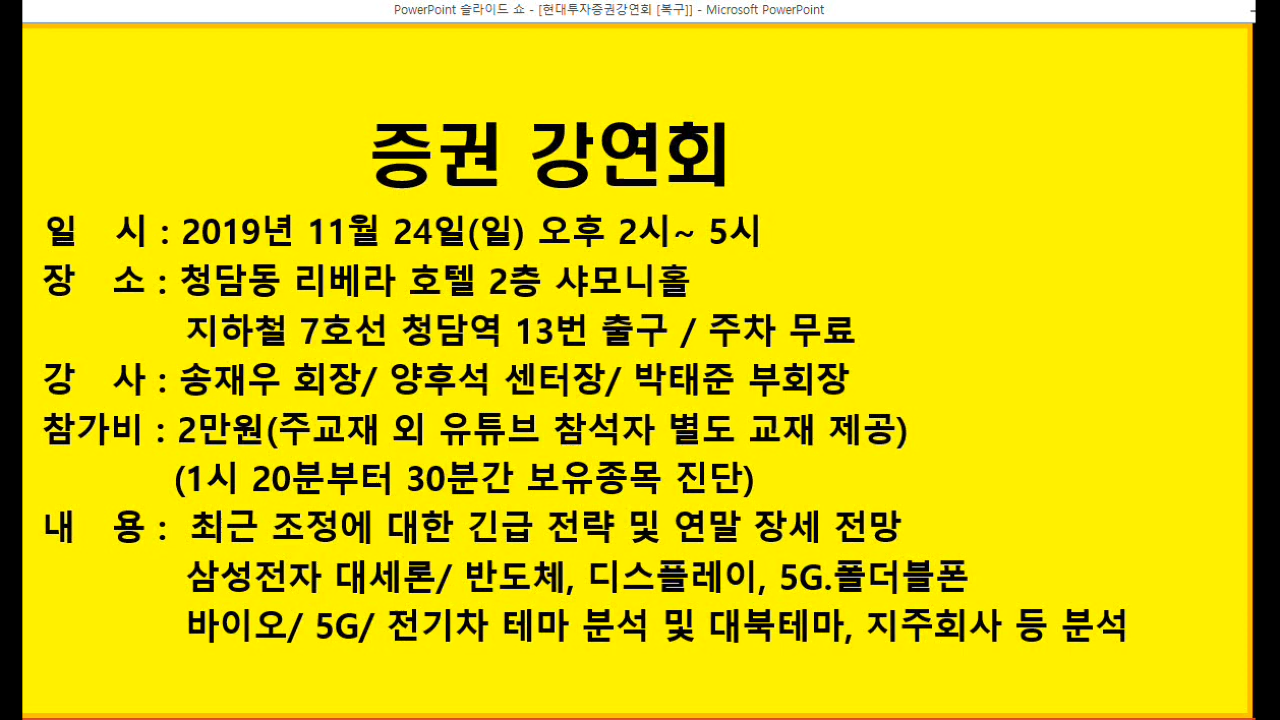 PowerPoint 슬라이드 쇼 - [현대투자증권강연회 [복구]] - Microsoft PowerPoint
증권 강연회
일 시 : 2019년 11월 24일(일) 오후 2시~ 5시
장 소 : 청담동 리베라 호텔 2층 샤모니홀
지하철 7호선 청담역 13번 출구 / 주차 무료
강 사 : 송재우 회장/ 양후석 센터장/ 박태준 부회장
참가비 : 2만원(주교재 외 유튜브 참석자 별도 교재 제공)
(1시 20분부터 30분간 보유종목 진단)
내 용 : 최근 조정에 대한 긴급 전략 및 연말 장세 전망
삼성전자 대세론/ 반도체, 디스플레이, 5G.폴더블폰
바이오/ 5G/ 전기차 테마 분석 및 대북테마, 지주회사 등 분석